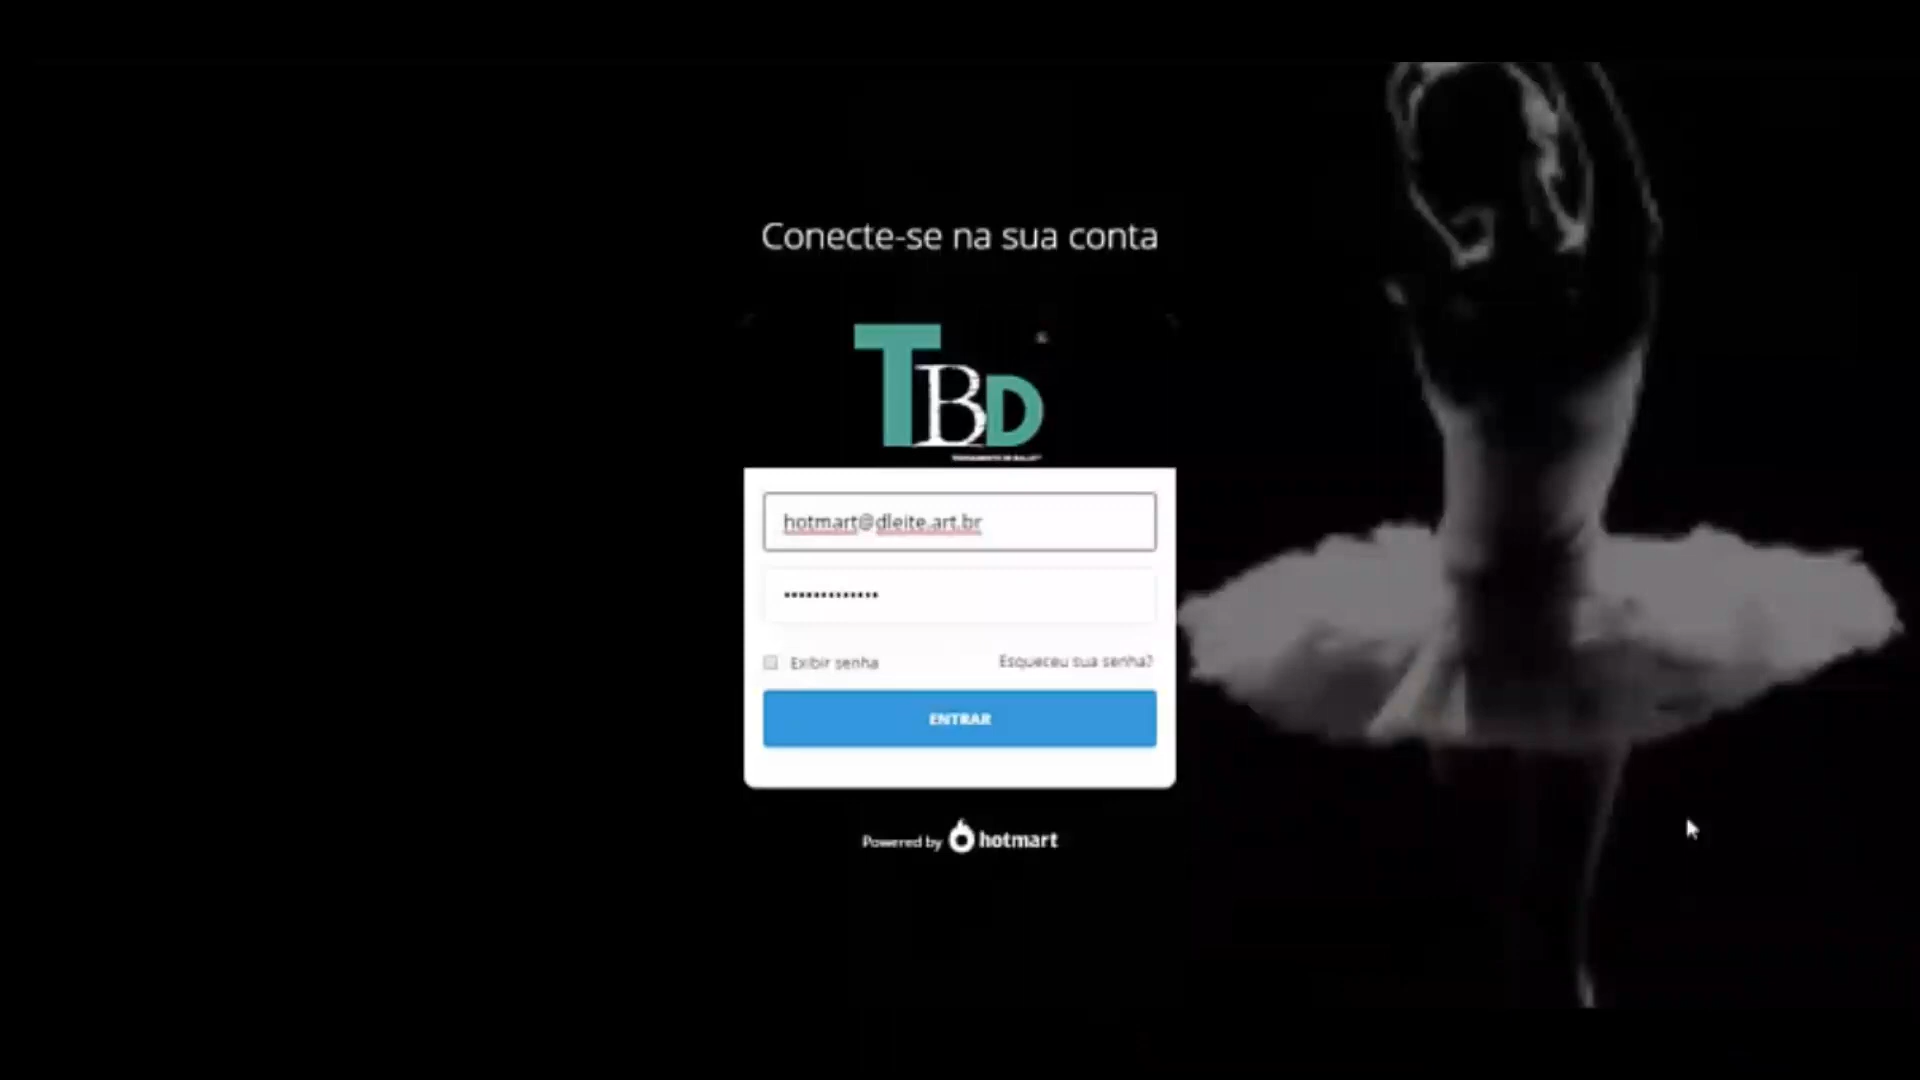 Conecte-se na sua conta
TBD
hotmart@dleite.art.br
•••••••••••••
Exibir senha
Esqueceu sua senha?
ENTRAR
Powered by hotmart